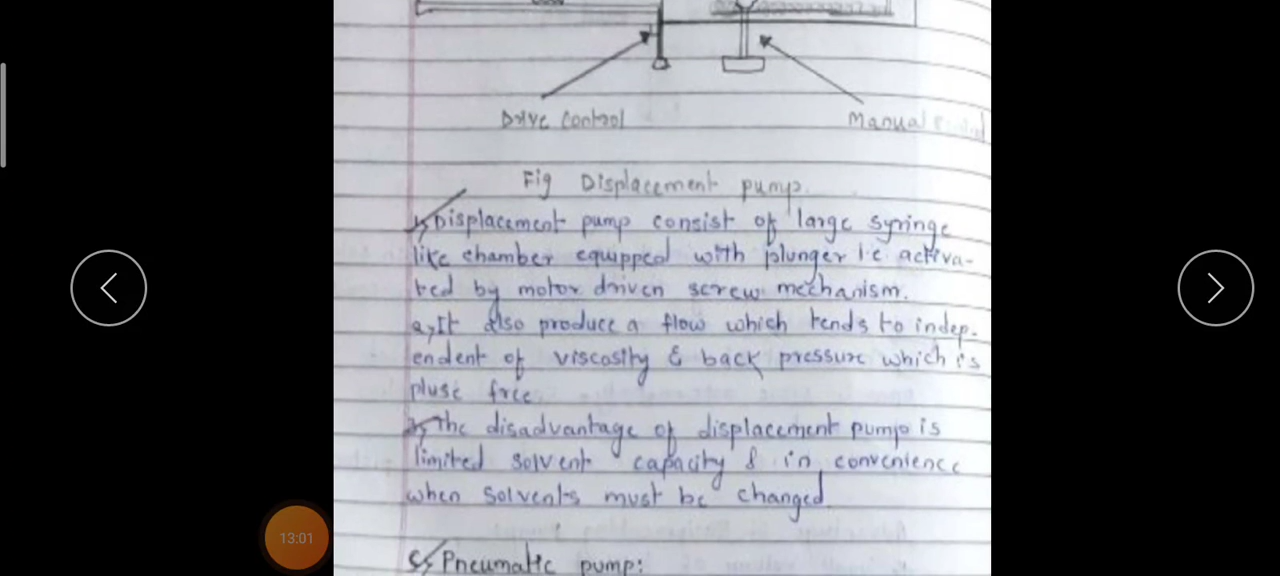 Drive control
Manual control
Fig Displacement pump.
1, Displacement pump consist of large syringe
like chamber equipped with plunger i.e activa-
ted by motor driven screw mechanism.
2, It also produce a flow which tends to indep-
endent of viscosity & back pressure which is
pluse free.
3, The disadvantage of displacement pump is
limited solvent capacity & in convenience
when solvents must be changed.
13:01
C, Pneumatic pump: